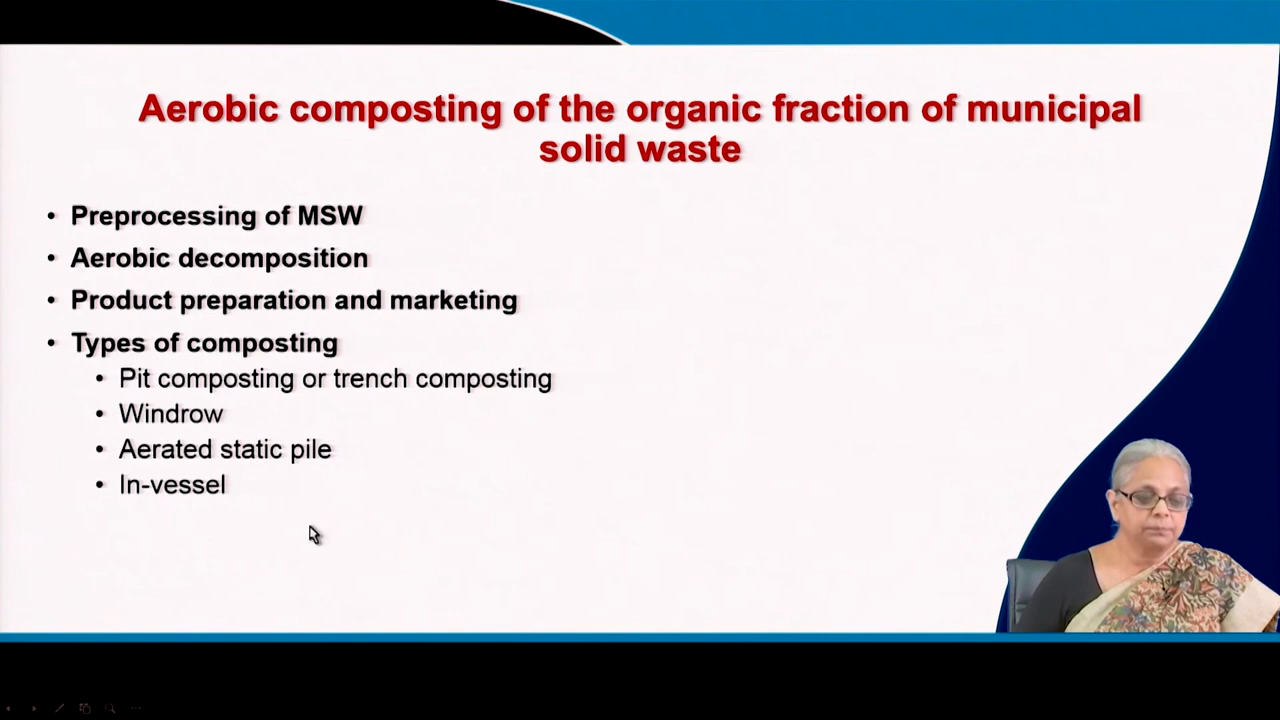 Aerobic composting of the organic fraction of municipal
solid waste
• Preprocessing of MSW
• Aerobic decomposition
• Product preparation and marketing
• Types of composting
• Pit composting or trench composting
• Windrow
• Aerated static pile
• In-vessel